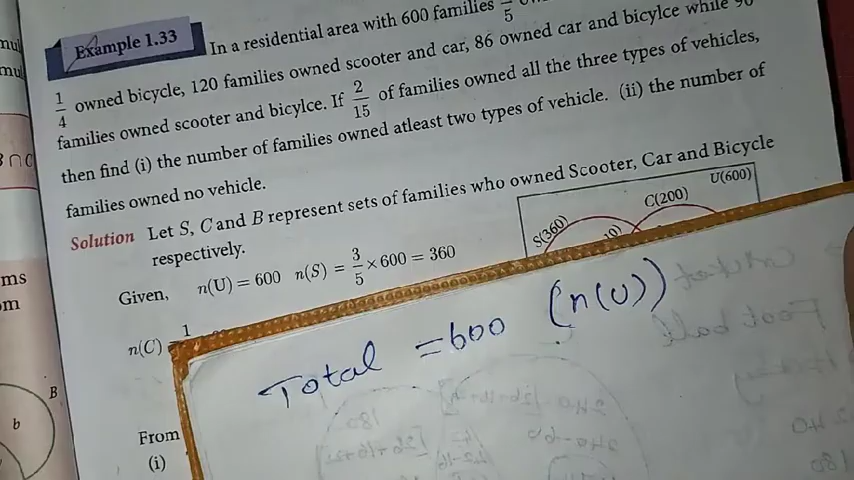 Example 1.33 In a residential area with 600 families 5
1/4 owned bicycle, 120 families owned scooter and car, 86 owned car and bicylce while 90
families owned scooter and bicylce. If 2/15 of families owned all the three types of vehicles,
then find (i) the number of families owned atleast two types of vehicle. (ii) the number of
families owned no vehicle.
Solution Let S, C and B represent sets of families who owned Scooter, Car and Bicycle
respectively.
Given, n(U) = 600 n(S) = 3/5 × 600 = 360
n(C) = 1
From
(i)
S(360)
C(200)
U(600)
Total = 600 (n(U))
ms
B
b